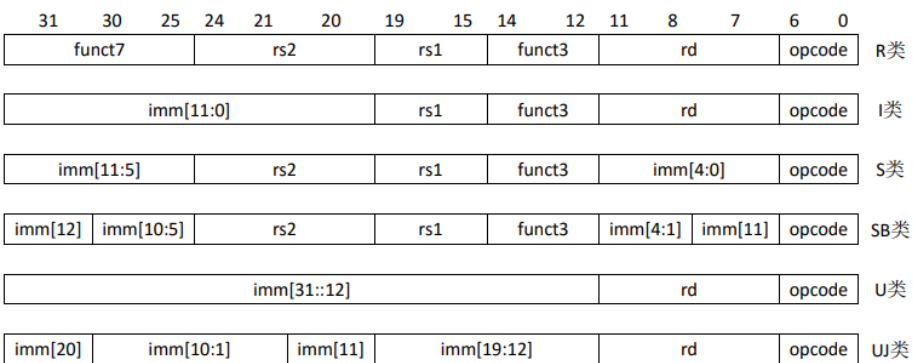 31 30 25 24 21 20 19 15 14 12 11 8 7 6 0
funct7 rs2 rs1 funct3 rd opcode R类
imm[11:0] rs1 funct3 rd opcode I类
imm[11:5] rs2 rs1 funct3 imm[4:0] opcode S类
imm[12] imm[10:5] rs2 rs1 funct3 imm[4:1] imm[11] opcode SB类
imm[31::12] rd opcode U类
imm[20] imm[10:1] imm[11] imm[19:12] rd opcode UJ类